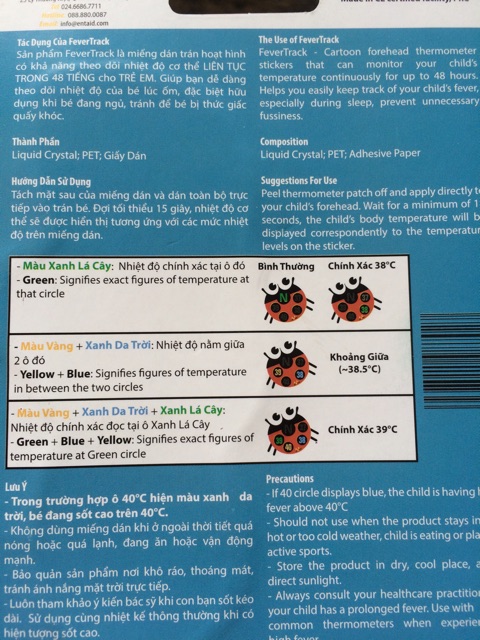 Tel 024.6686.7711
Hotline 089.880.0087
Email info@entaid.com
Tác Dụng Của FeverTrack
Sản phẩm FeverTrack là miếng dán trán hoạt hình
có khả năng theo dõi nhiệt độ cơ thể LIÊN TỤC
TRONG 48 TIẾNG cho TRẺ EM. Giúp bạn dễ dàng
theo dõi nhiệt độ của bé lúc ốm, đặc biệt hữu
dụng khi bé đang ngủ, tránh để bé bị thức giấc
quấy khóc.
Thành Phần
Liquid Crystal; PET; Giấy Dán
Hướng Dẫn Sử Dụng
Tách mặt sau của miếng dán và dán toàn bộ trực
tiếp vào trán bé. Đợi tối thiểu 15 giây, nhiệt độ cơ
thể sẽ được hiển thị tương ứng với các mức nhiệt
độ trên miếng dán.
The Use of FeverTrack
FeverTrack - Cartoon forehead thermometer
stickers that can monitor your child's
temperature continuously for up to 48 hours.
Helps you easily keep track of your child's fever,
especially during sleep, prevent unnecessary
fussiness.
Composition
Liquid Crystal; PET; Adhesive Paper
Suggestions For Use
Peel thermometer patch off and apply directly
your child's forehead. Wait for a minimum of
seconds, the child's body temperature will
displayed correspondently to the
levels on the sticker.
- Màu Xanh Lá Cây: Nhiệt độ chính xác tại ô đó
- Green: Signifies exact figures of temperature at
that circle
Bình Thường
N
Chính Xác 38°C
37
38
- Màu Vàng + Xanh Da Trời: Nhiệt độ nằm giữa
2 ô đó
- Yellow + Blue: Signifies figures of temperature
in between the two circles
39
38
Khoảng Giữa
(~38.5°C)
- Màu Vàng + Xanh Da Trời + Xanh Lá Cây:
Nhiệt độ chính xác đọc tại ô Xanh Lá Cây
- Green + Blue + Yellow: Signifies exact figures of
temperature at Green circle
39
40
38
Chính Xác 39°C
Lưu Ý
- Trong trường hợp ô 40°C hiện màu xanh da
trời, bé đang sốt cao trên 40°C.
- Không dùng miếng dán khi ở ngoài thời tiết quá
nóng hoặc quá lạnh, đang ăn hoặc vận động
mạnh.
- Bảo quản sản phẩm nơi khô ráo, thoáng mát,
tránh ánh nắng mặt trời trực tiếp.
- Luôn tham khảo ý kiến bác sỹ khi con bạn sốt kéo
dài. Sử dụng cùng nhiệt kế thông thường khi có
hiện tượng sốt cao.
Precautions
- If 40 circle displays blue, the child is having
fever above 40°C
- Should not use when the product stays in
hot or too cold weather, child is eating or
active sports.
- Store the product in dry, cool place,
direct sunlight.
- Always consult your healthcare
your child has a prolonged fever. Use with
common thermometers when
high fever.